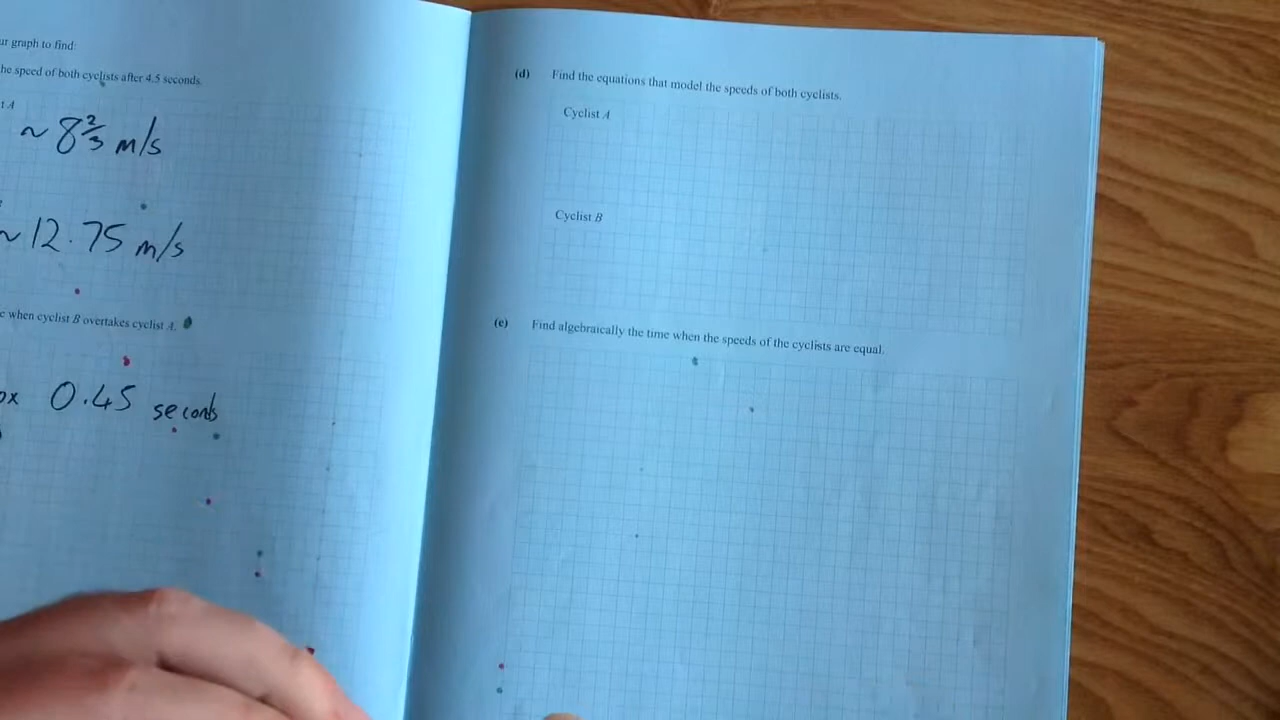 graph to find:
he speed of both cyclists after 4.5 seconds.
t A
~ 8 2/3 m/s
~ 12.75 m/s
when cyclist B overtakes cyclist A.
ox 0.45 seconds
(d) Find the equations that model the speeds of both cyclists.
Cyclist A
Cyclist B
(e) Find algebraically the time when the speeds of the cyclists are equal.